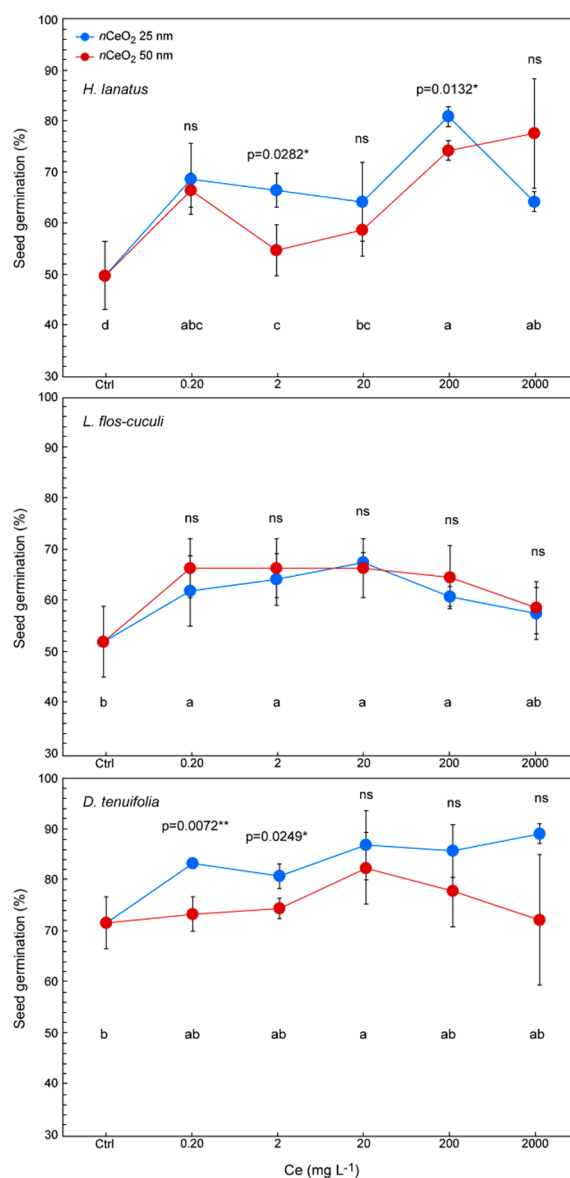 100
nCeO2 25 nm
nCeO2 50 nm
H. lanatus
90
80
70
60
50
40
30
Seed germination (%)
ns
p=0.0282*
ns
p=0.0132*
ns
d abc c bc a ab
Ctrl 0.20 2 20 200 2000
100
L. flos-cuculi
90
80
70
60
50
40
30
Seed germination (%)
ns ns ns ns ns
b a a a a ab
Ctrl 0.20 2 20 200 2000
100
D. tenuifolia
90
80
70
60
50
40
30
Seed germination (%)
p=0.0072**
p=0.0249*
ns ns ns
b ab ab a ab ab
Ctrl 0.20 2 20 200 2000
Ce (mg L-1)